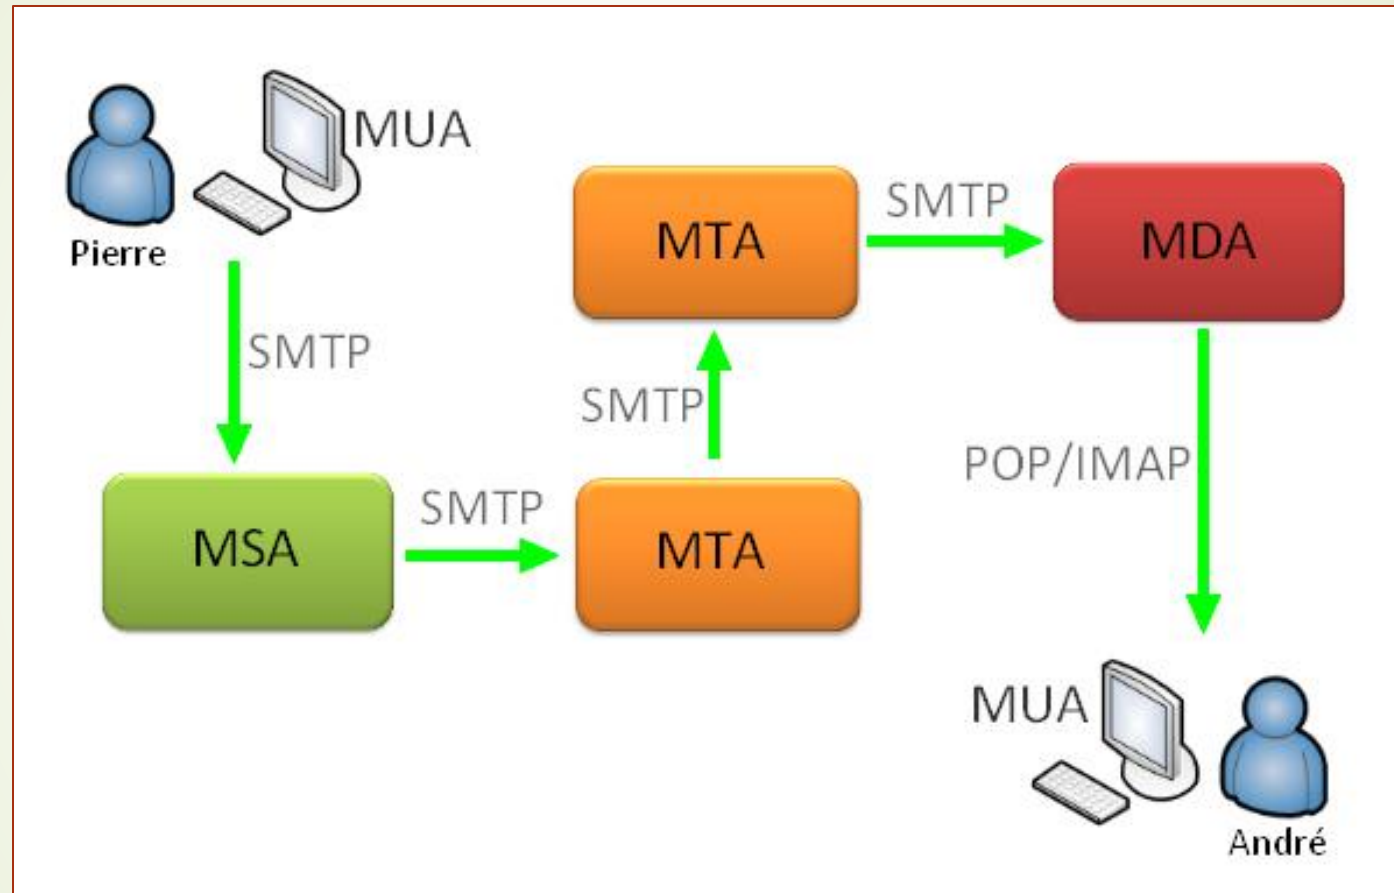 MUA
Pierre
SMTP
MSA
SMTP
MTA
SMTP
MTA
SMTP
MDA
POP/IMAP
MUA
André